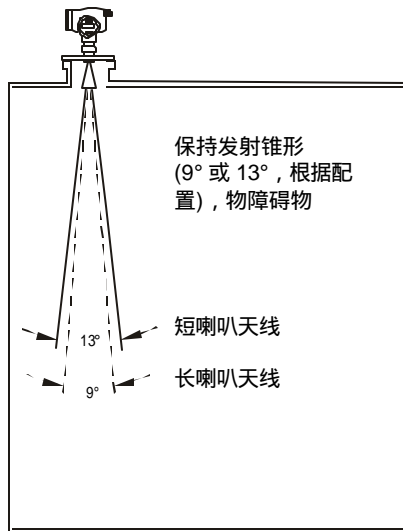 保持发射锥形
(9° 或 13°，根据配
置)，物障碍物
13°
短喇叭天线
长喇叭天线
9°